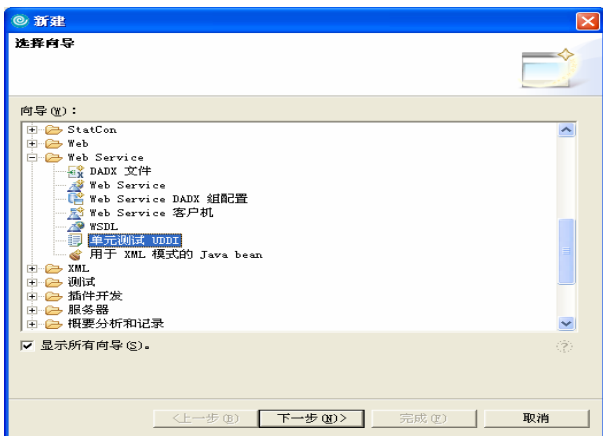 新建
选择向导
向导(W)：
StatCon
Web
Web Service
DADX 文件
Web Service
Web Service DADX 组配置
Web Service 客户机
WSDL
单元测试 UDDI
用于 XML 模式的 Java bean
XML
测试
插件开发
服务器
概要分析和记录
显示所有向导(S)。
<上一步(B)
下一步(N)>
完成(F)
取消